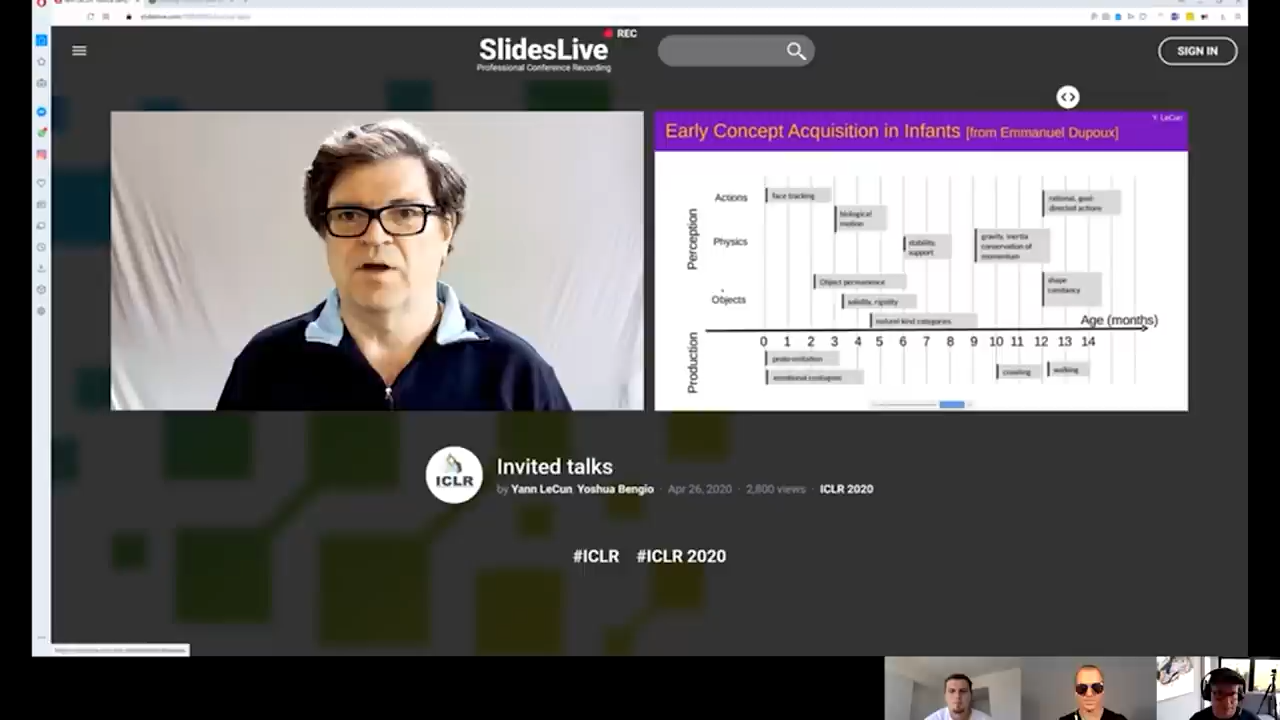 REC
SlidesLive
Professional Conference Recording
SIGN IN
Y. LeCun
Early Concept Acquisition in Infants [from Emmanuel Dupoux]
Perception
Actions
Physics
Objects
face tracking
biological motion
rational, goal-directed actions
stability, support
gravity, inertia conservation of momentum
Object permanence
shape constancy
solidity, rigidity
natural kind categories
Age (months)
0 1 2 3 4 5 6 7 8 9 10 11 12 13 14
Production
proto-imitation
emotional contagion
crawling
walking
ICLR
Invited talks
by Yann LeCun Yoshua Bengio · Apr 26, 2020 · 2,800 views · ICLR 2020
#ICLR #ICLR 2020